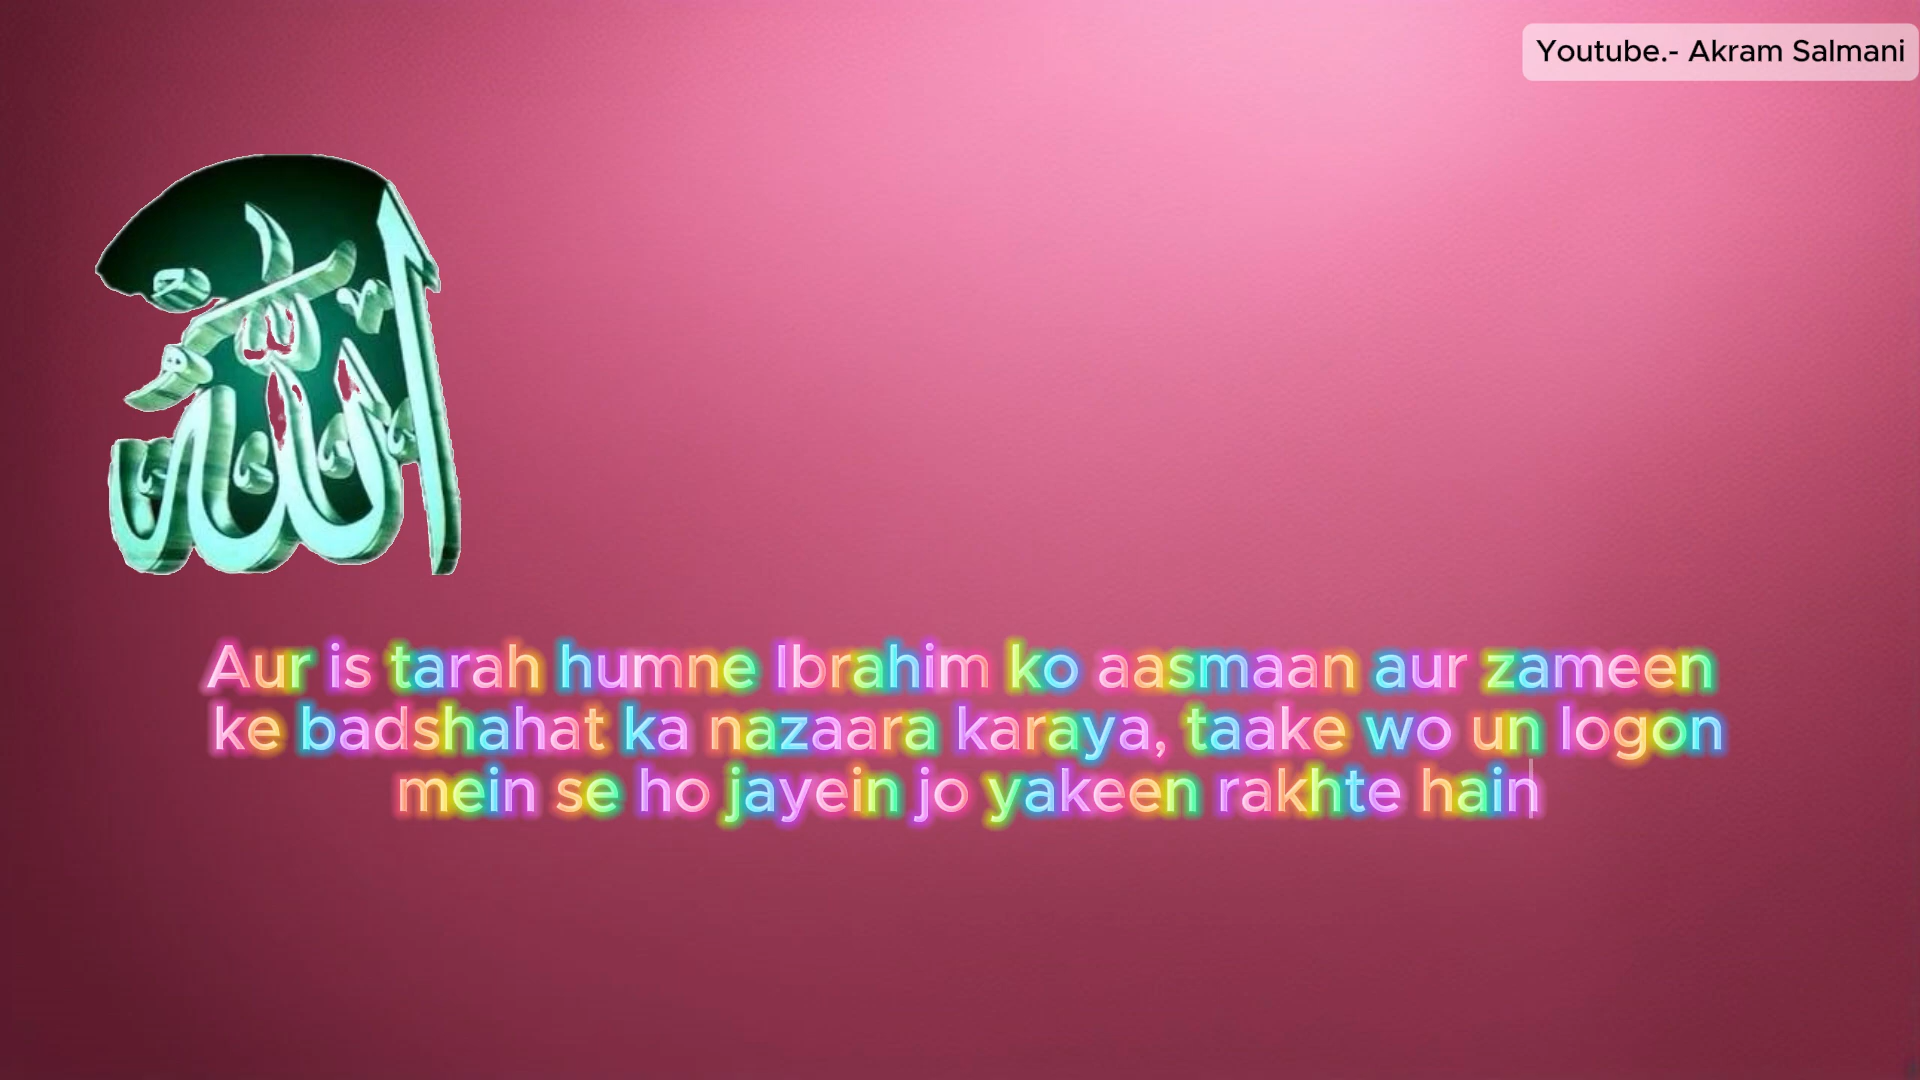 Youtube.- Akram Salmani
الله
Aur is tarah humne Ibrahim ko aasmaan aur zameen
ke badshahat ka nazaara karaya, taake wo un logon
mein se ho jayein jo yakeen rakhte hain